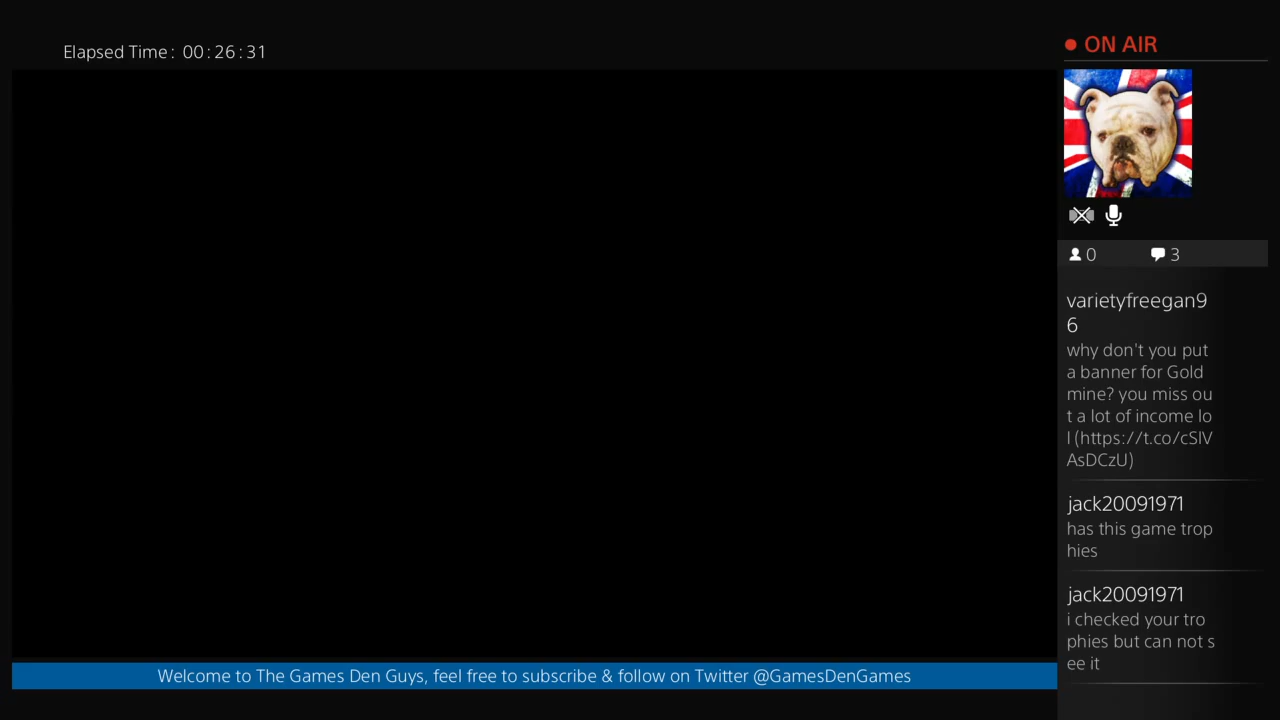 Elapsed Time: 00:26:31
ON AIR
0 3
varietyfreegan9
6
why don't you put
a banner for Gold
mine? you miss ou
t a lot of income lo
l (https://t.co/cSlV
AsDCzU)
jack20091971
has this game trop
hies
jack20091971
i checked your tro
phies but can not s
ee it
Welcome to The Games Den Guys, feel free to subscribe & follow on Twitter @GamesDenGames